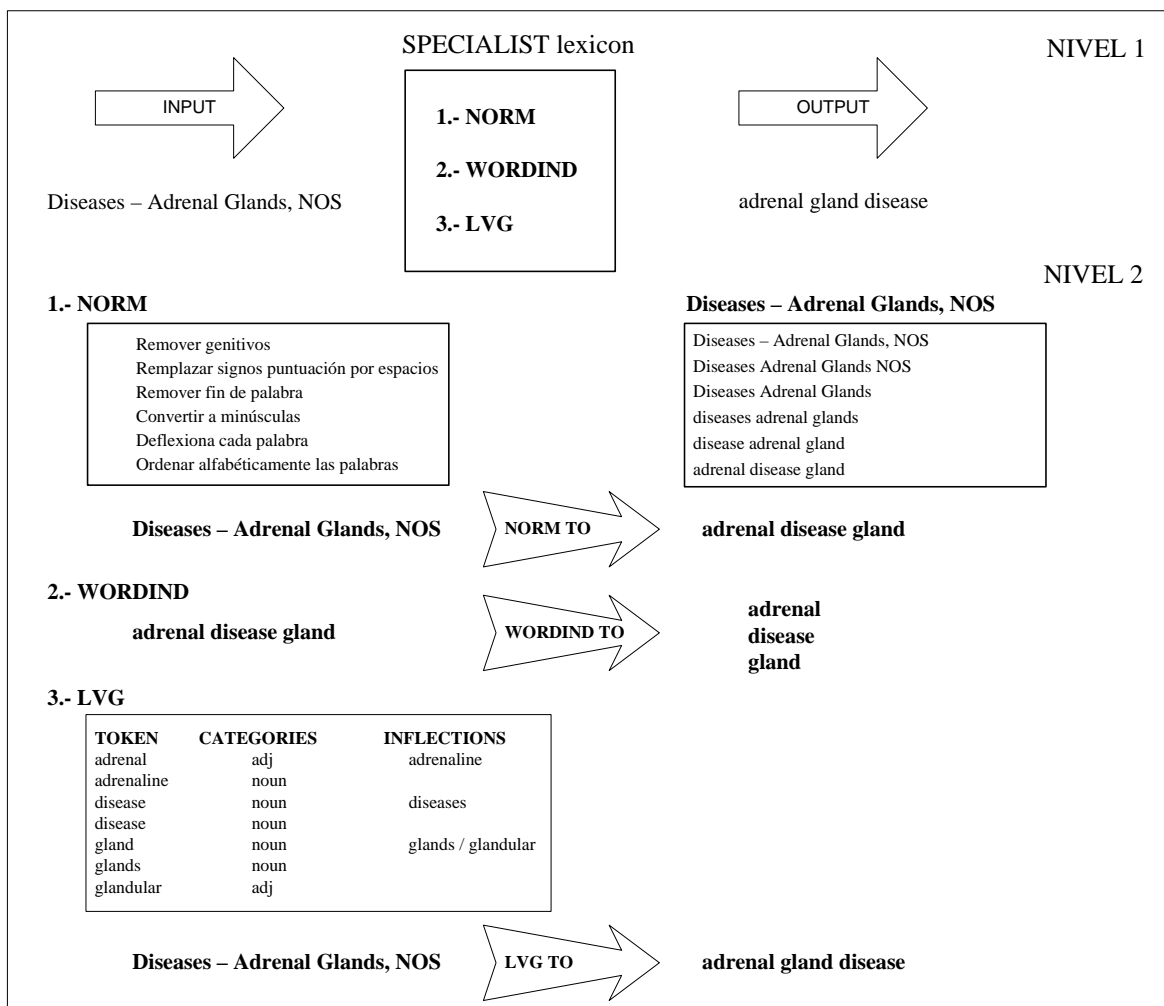 SPECIALIST lexicon
NIVEL 1
INPUT
1.- NORM
2.- WORDIND
3.- LVG
OUTPUT
Diseases – Adrenal Glands, NOS
adrenal gland disease
NIVEL 2
1.- NORM
Remover genitivos
Remplazar signos puntuación por espacios
Remover fin de palabra
Convertir a minúsculas
Deflexiona cada palabra
Ordenar alfabéticamente las palabras
Diseases – Adrenal Glands, NOS
Diseases – Adrenal Glands, NOS
Diseases Adrenal Glands NOS
Diseases Adrenal Glands
diseases adrenal glands
disease adrenal gland
adrenal disease gland
Diseases – Adrenal Glands, NOS NORM TO adrenal disease gland
2.- WORDIND
adrenal disease gland WORDIND TO
adrenal
disease
gland
3.- LVG
TOKEN CATEGORIES INFLECTIONS
adrenal adj adrenaline
adrenaline noun
disease noun diseases
disease noun
gland noun glands / glandular
glands noun
glandular adj
Diseases – Adrenal Glands, NOS LVG TO adrenal gland disease